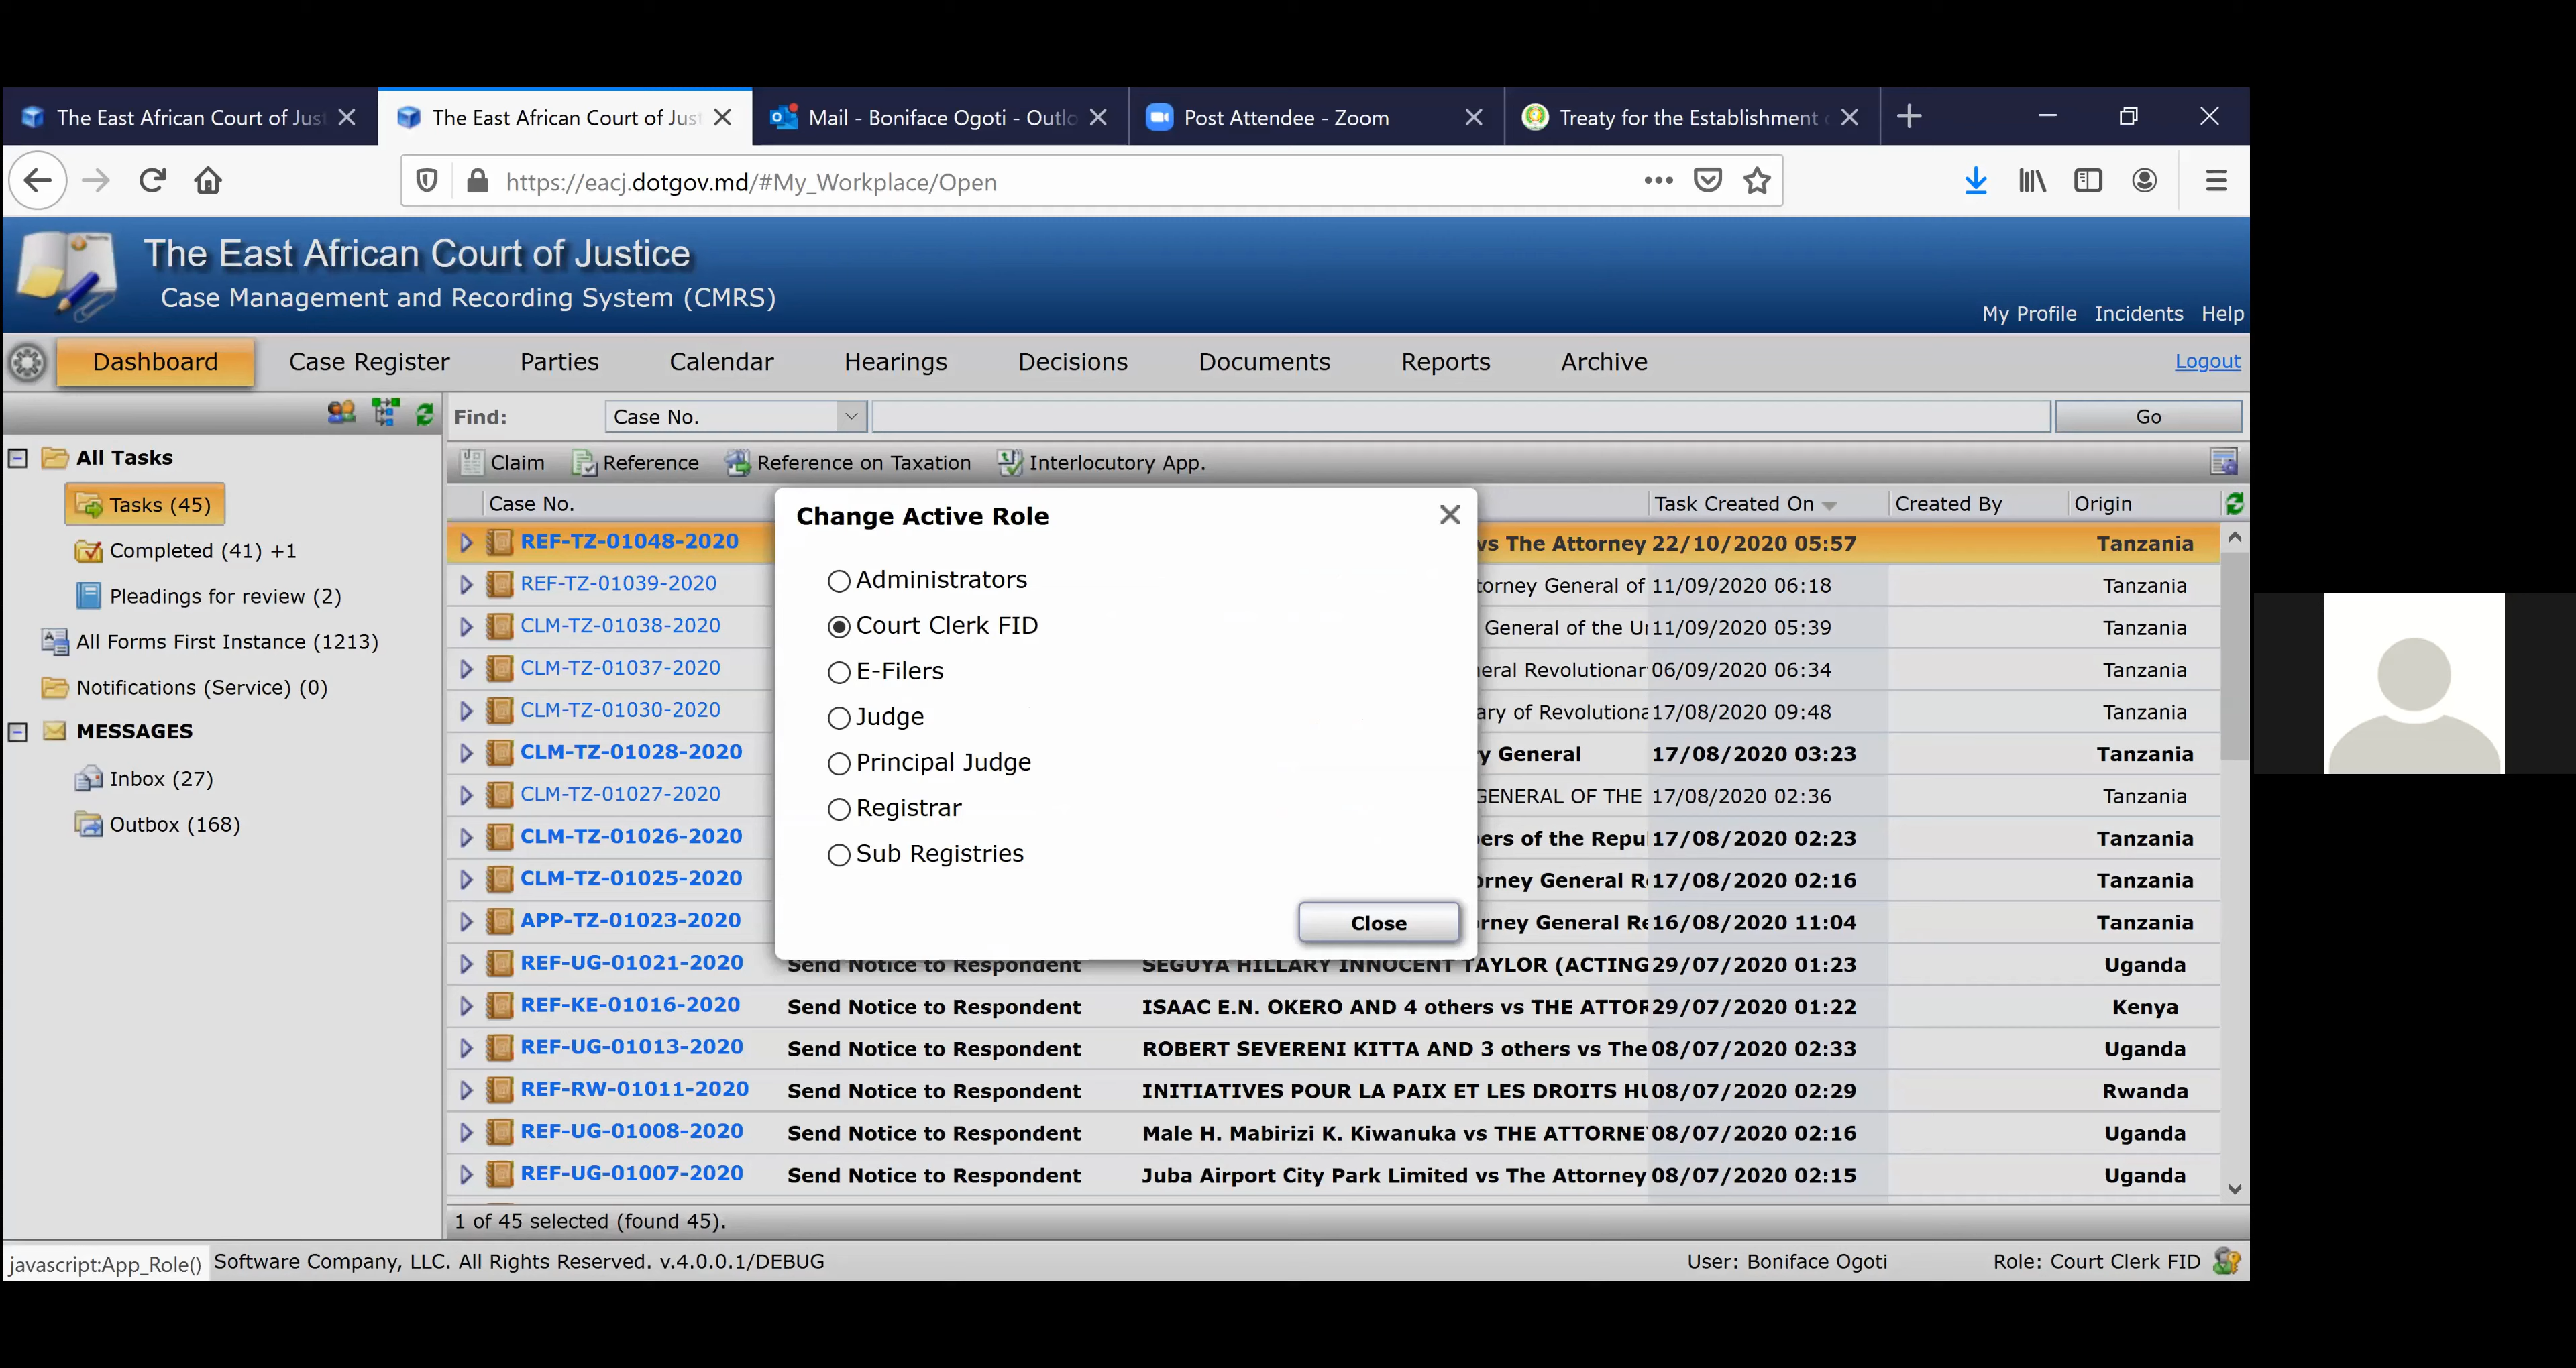 The East African Court of Jus
The East African Court of Jus
Mail - Boniface Ogoti - Outlo
Post Attendee - Zoom
Treaty for the Establishment
https://eacj.dotgov.md/#My_Workplace/Open
The East African Court of Justice
Case Management and Recording System (CMRS)
My Profile Incidents Help
Dashboard Case Register Parties Calendar Hearings Decisions Documents Reports Archive Logout
Find: Case No. Go
All Tasks
Tasks (45)
Completed (41) +1
Pleadings for review (2)
All Forms First Instance (1213)
Notifications (Service) (0)
MESSAGES
Inbox (27)
Outbox (168)
Claim Reference Reference on Taxation Interlocutory App.
Case No. Task Created On Created By Origin
REF-TZ-01048-2020 vs The Attorney 22/10/2020 05:57 Tanzania
REF-TZ-01039-2020 torney General of 11/09/2020 06:18 Tanzania
CLM-TZ-01038-2020 General of the Ur 11/09/2020 05:39 Tanzania
CLM-TZ-01037-2020 neral Revolutionar 06/09/2020 06:34 Tanzania
CLM-TZ-01030-2020 ary of Revolutiona 17/08/2020 09:48 Tanzania
CLM-TZ-01028-2020 y General 17/08/2020 03:23 Tanzania
CLM-TZ-01027-2020 GENERAL OF THE 17/08/2020 02:36 Tanzania
CLM-TZ-01026-2020 ers of the Repu 17/08/2020 02:23 Tanzania
CLM-TZ-01025-2020 orney General Re 17/08/2020 02:16 Tanzania
APP-TZ-01023-2020 orney General Re 16/08/2020 11:04 Tanzania
REF-UG-01021-2020 Send Notice to Respondent SEGUYA HILLARY INNOCENT TAYLOR (ACTING 29/07/2020 01:23 Uganda
REF-KE-01016-2020 Send Notice to Respondent ISAAC E.N. OKERO AND 4 others vs THE ATTOR 29/07/2020 01:22 Kenya
REF-UG-01013-2020 Send Notice to Respondent ROBERT SEVERENI KITTA AND 3 others vs The 08/07/2020 02:33 Uganda
REF-RW-01011-2020 Send Notice to Respondent INITIATIVES POUR LA PAIX ET LES DROITS HU 08/07/2020 02:29 Rwanda
REF-UG-01008-2020 Send Notice to Respondent Male H. Mabirizi K. Kiwanuka vs THE ATTORNE 08/07/2020 02:16 Uganda
REF-UG-01007-2020 Send Notice to Respondent Juba Airport City Park Limited vs The Attorney 08/07/2020 02:15 Uganda
Change Active Role
Administrators
Court Clerk FID
E-Filers
Judge
Principal Judge
Registrar
Sub Registries
Close
1 of 45 selected (found 45).
javascript:App_Role() Software Company, LLC. All Rights Reserved. v.4.0.0.1/DEBUG User: Boniface Ogoti Role: Court Clerk FID